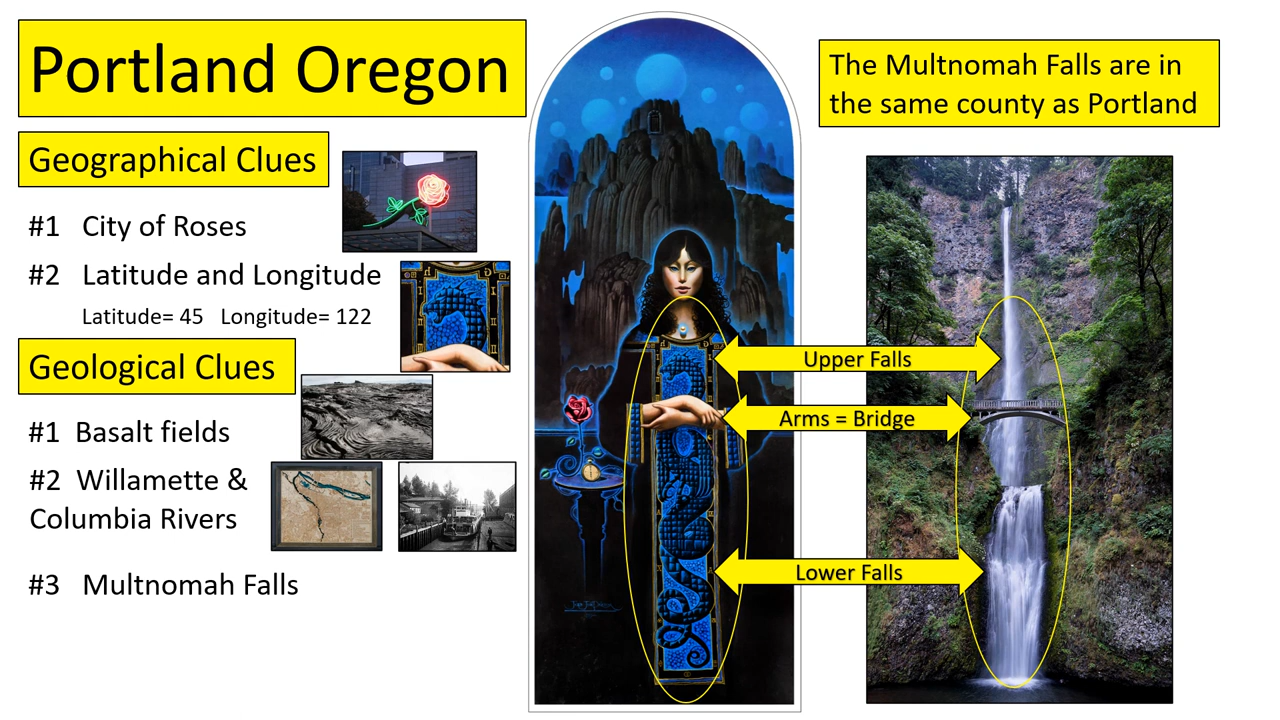 Portland Oregon
The Multnomah Falls are in
the same county as Portland
Geographical Clues
#1 City of Roses
#2 Latitude and Longitude
Latitude= 45 Longitude= 122
Geological Clues
#1 Basalt fields
#2 Willamette &
Columbia Rivers
#3 Multnomah Falls
Upper Falls
Arms = Bridge
Lower Falls